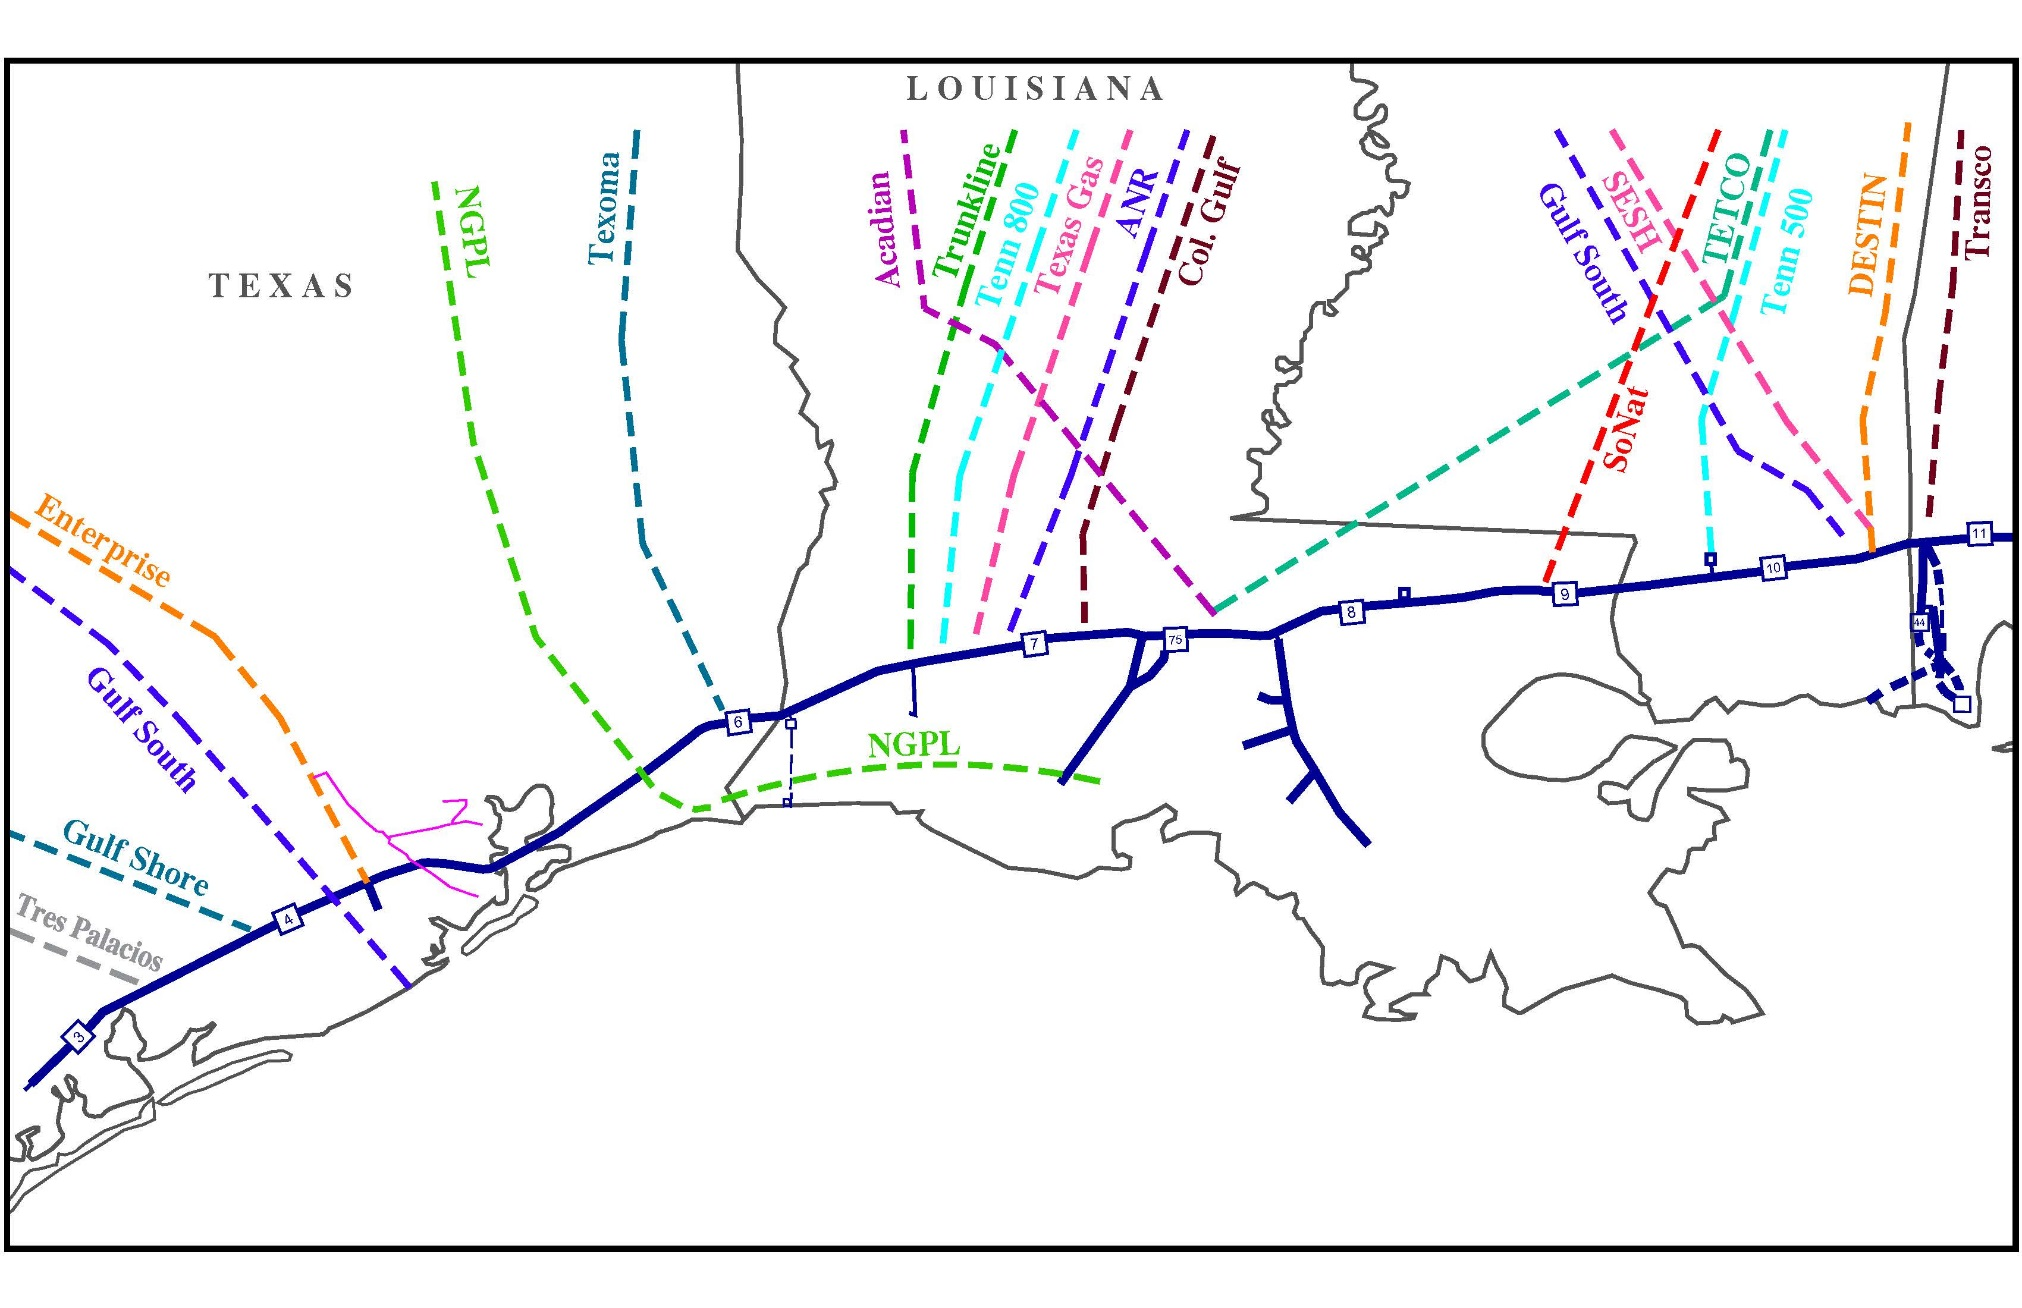 LOUISIANA
TEXAS
NGPL
Texoma
Acadian
Trunkline
Tenn 800
Texas Gas
ANR
Col. Gulf
Gulf South
SESH
SoNat
TETCO
Tenn 500
DESTIN
Transco
Enterprise
Gulf South
Gulf Shore
Tres Palacios
NGPL
3
4
6
7
75
8
9
10
11
44